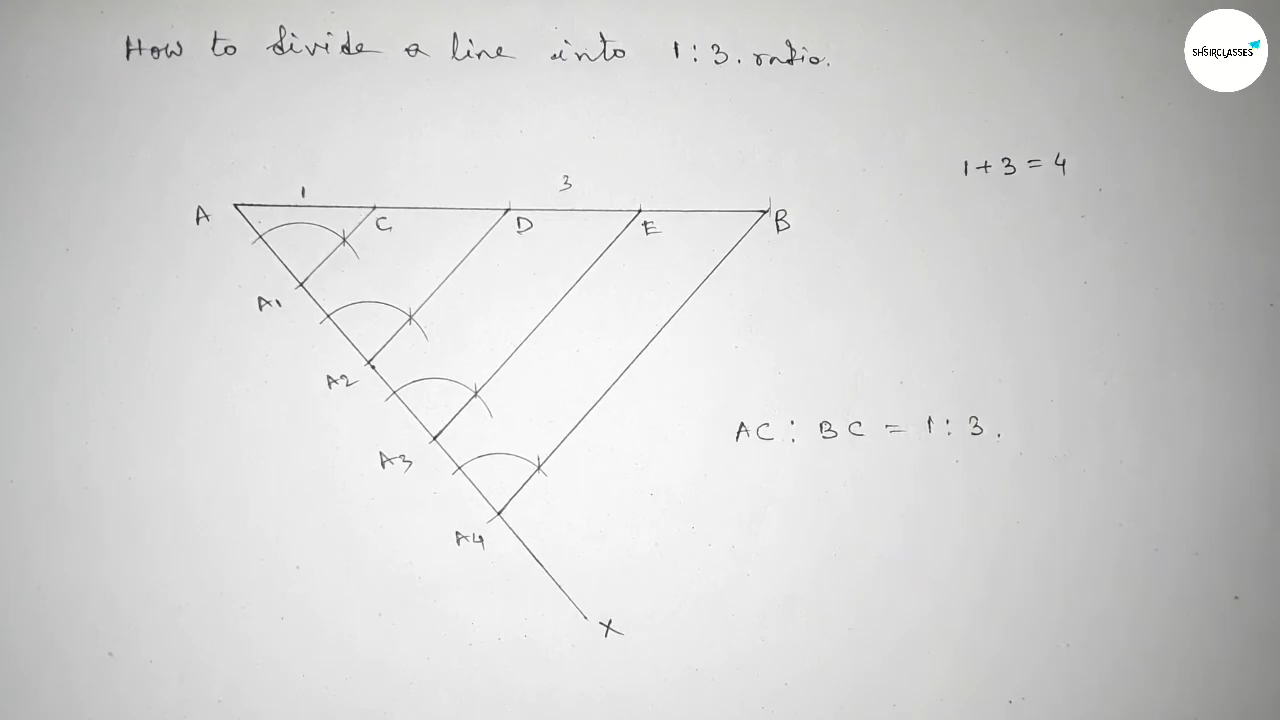 How to divide a line into 1:3. ratio.
SHSIRCLASSES
1+3=4
1 3
A C D E B
A1
A2
AC : BC = 1 : 3.
A3
A4
X